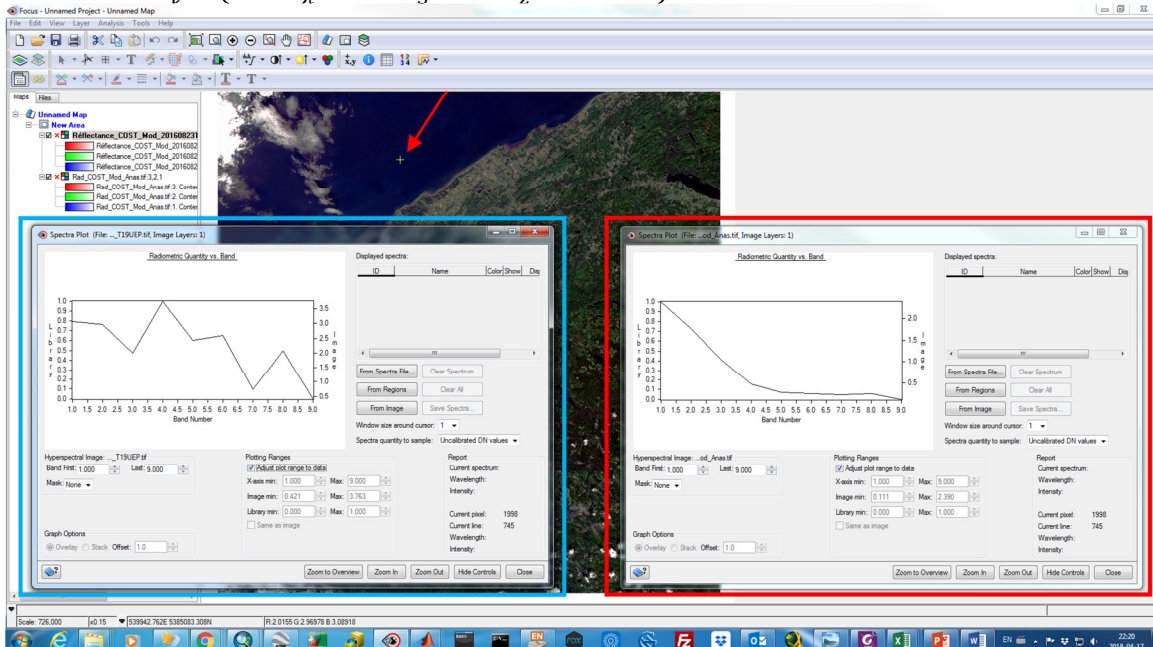 Focus - Unnamed Project - Unnamed Map
File Edit View Layer Analysis Tools Help
Maps Files
Unnamed Map
New Area
Réflectance_COST_Mod_20160823T
Réflectance_COST_Mod_2016082
Réflectance_COST_Mod_2016082
Réflectance_COST_Mod_2016082
Rad_COST_Mod_Anas.tif:3,2,1
Rad_COST_Mod_Anas.tif:3. Conter
Rad_COST_Mod_Anas.tif:2. Conter
Rad_COST_Mod_Anas.tif:1. Conter
Spectra Plot (File: ..._T19UEP.tif, Image Layers: 1)
Radiometric Quantity vs. Band
Displayed spectra:
ID Name Color Show Disp
1.0
0.9
0.8
0.7
0.6
0.5
0.4
0.3
0.2
0.1
0.0
Library
3.5
3.0
2.5
2.0
1.5
1.0
0.5
Image
1.0 1.5 2.0 2.5 3.0 3.5 4.0 4.5 5.0 5.5 6.0 6.5 7.0 7.5 8.0 8.5 9.0
Band Number
From Spectra File... Clear Spectrum
From Regions Clear All
From Image Save Spectra...
Window size around cursor: 1
Spectra quantity to sample: Uncalibrated DN values
Hyperspectral Image: ..._T19UEP.tif
Band First: 1.000 Last: 9.000
Mask: None
Graph Options
Overlay Stack Offset: 1.0
Plotting Ranges
Adjust plot range to data
X-axis min: 1.000 Max: 9.000
Image min: 0.421 Max: 3.763
Library min: 0.000 Max: 1.000
Same as image
Report
Current spectrum:
Wavelength:
Intensity:
Current pixel: 1998
Current line: 745
Wavelength:
Intensity:
Zoom to Overview Zoom In Zoom Out Hide Controls Close
Spectra Plot (File: ...od_Anas.tif, Image Layers: 1)
Radiometric Quantity vs. Band
Displayed spectra:
ID Name Color Show Disp
1.0
0.9
0.8
0.7
0.6
0.5
0.4
0.3
0.2
0.1
0.0
Library
2.0
1.5
1.0
0.5
Image
1.0 1.5 2.0 2.5 3.0 3.5 4.0 4.5 5.0 5.5 6.0 6.5 7.0 7.5 8.0 8.5 9.0
Band Number
From Spectra File... Clear Spectrum
From Regions Clear All
From Image Save Spectra...
Window size around cursor: 1
Spectra quantity to sample: Uncalibrated DN values
Hyperspectral Image: ...od_Anas.tif
Band First: 1.000 Last: 9.000
Mask: None
Graph Options
Overlay Stack Offset: 1.0
Plotting Ranges
Adjust plot range to data
X-axis min: 1.000 Max: 9.000
Image min: 0.111 Max: 2.390
Library min: 0.000 Max: 1.000
Same as image
Report
Current spectrum:
Wavelength:
Intensity:
Current pixel: 1998
Current line: 745
Wavelength:
Intensity:
Zoom to Overview Zoom In Zoom Out Hide Controls Close
Scale: 726,000 x0.15 539942.762E 5385083.308N R:2.0155 G:2.96978 B:3.08918
EN 22:20
2018-04-17